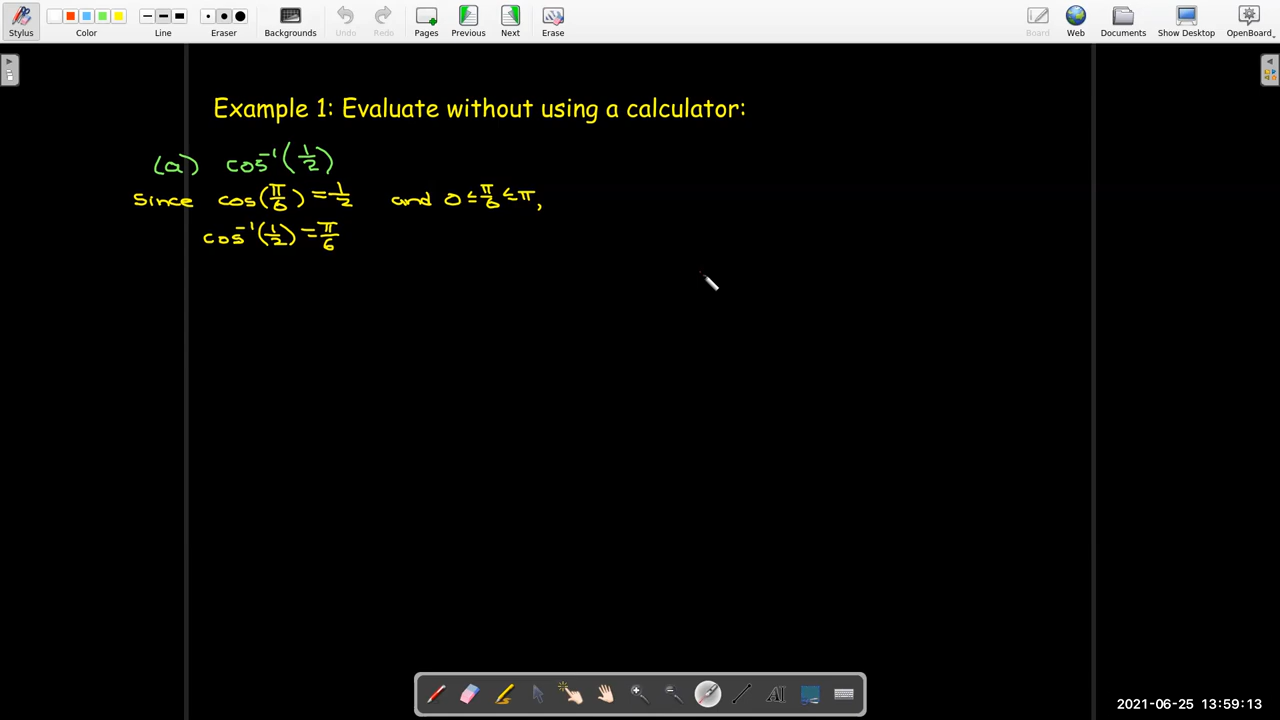 Stylus
Color
Line
Eraser
Backgrounds
Undo
Redo
Pages
Previous
Next
Erase
Board
Web
Documents
Show Desktop
OpenBoard
Example 1: Evaluate without using a calculator:
(a) cos⁻¹(1/2)
Since cos(π/6) = 1/2 and 0 ≤ π/6 ≤ π,
cos⁻¹(1/2) = π/6
AI
2021-06-25 13:59:13